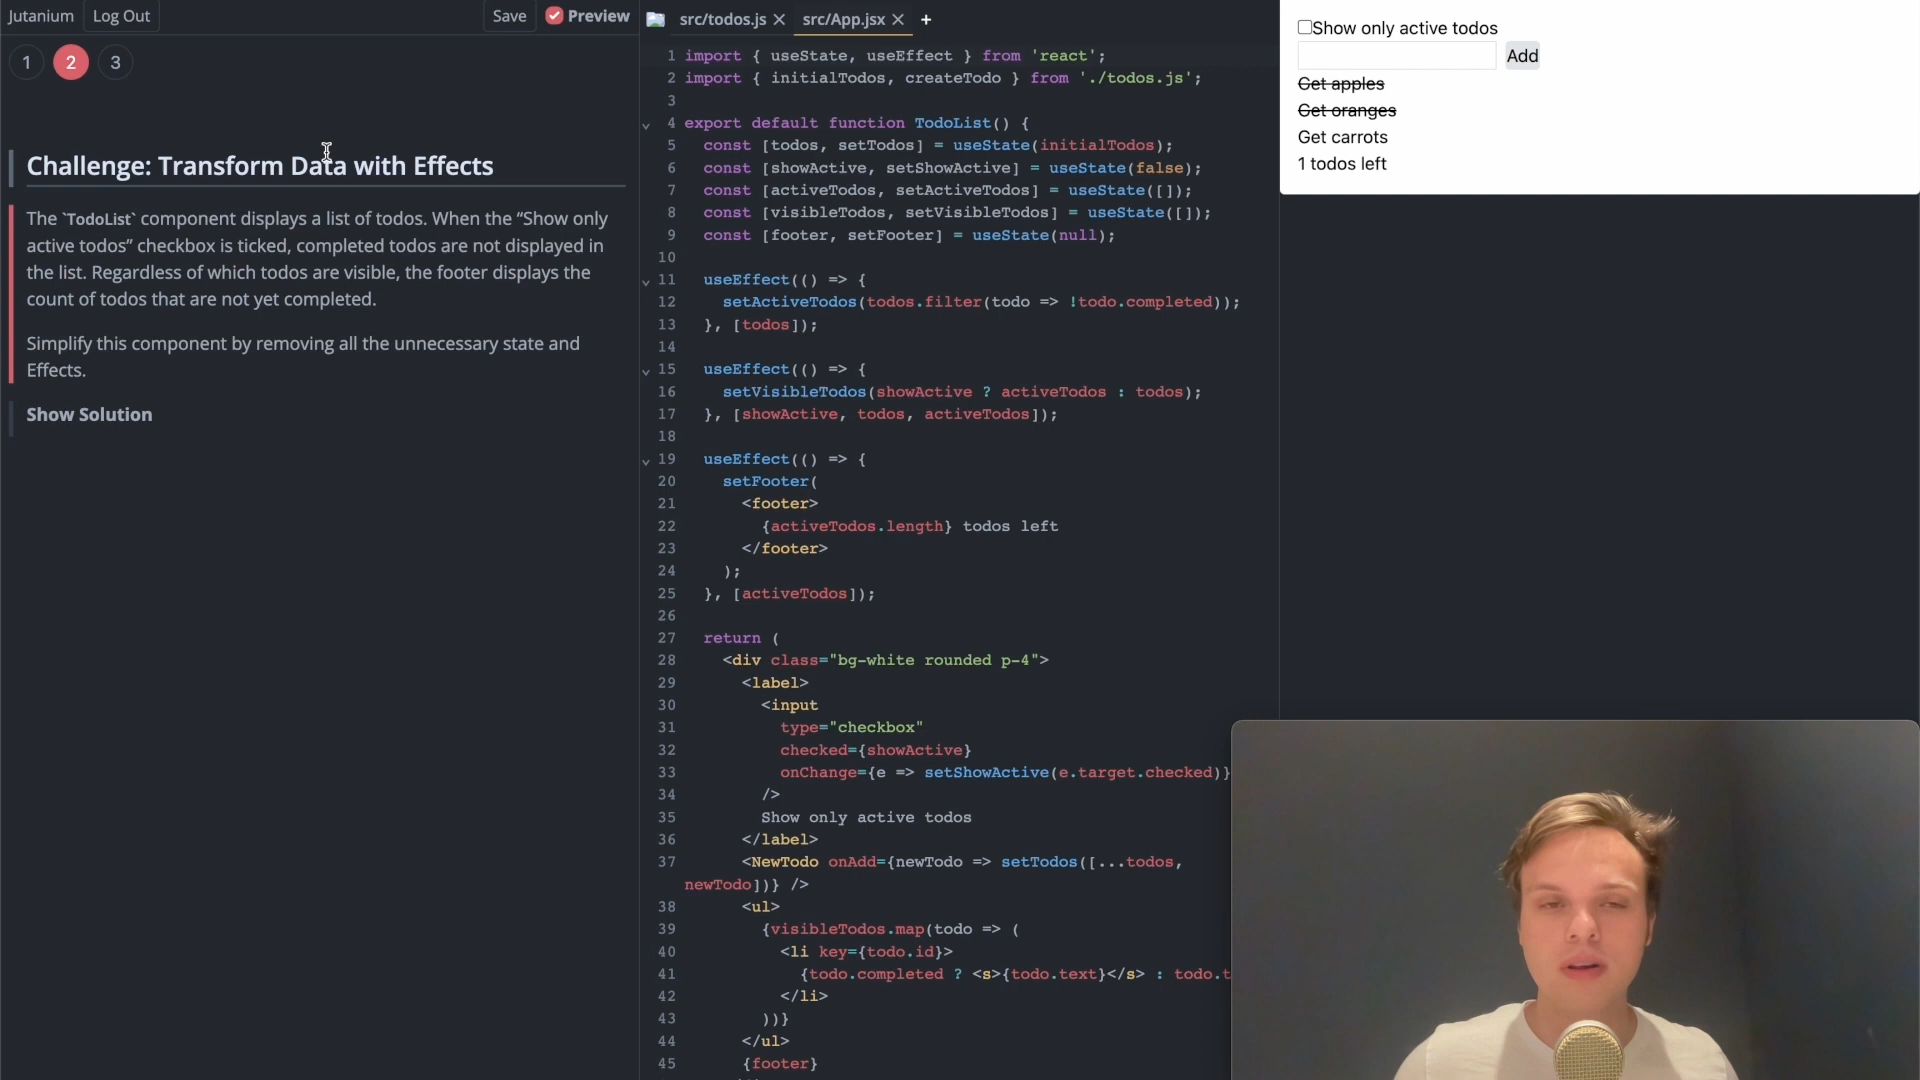 Jutanium Log Out Save Preview
1 2 3
Challenge: Transform Data with Effects
The `TodoList` component displays a list of todos. When the “Show only
active todos” checkbox is ticked, completed todos are not displayed in
the list. Regardless of which todos are visible, the footer displays the
count of todos that are not yet completed.
Simplify this component by removing all the unnecessary state and
Effects.
Show Solution
src/todos.js × src/App.jsx × +
1 import { useState, useEffect } from 'react';
2 import { initialTodos, createTodo } from './todos.js';
3
4 export default function TodoList() {
5 const [todos, setTodos] = useState(initialTodos);
6 const [showActive, setShowActive] = useState(false);
7 const [activeTodos, setActiveTodos] = useState([]);
8 const [visibleTodos, setVisibleTodos] = useState([]);
9 const [footer, setFooter] = useState(null);
10
11 useEffect(() => {
12 setActiveTodos(todos.filter(todo => !todo.completed));
13 }, [todos]);
14
15 useEffect(() => {
16 setVisibleTodos(showActive ? activeTodos : todos);
17 }, [showActive, todos, activeTodos]);
18
19 useEffect(() => {
20 setFooter(
21 <footer>
22 {activeTodos.length} todos left
23 </footer>
24 );
25 }, [activeTodos]);
26
27 return (
28 <div class="bg-white rounded p-4">
29 <label>
30 <input
31 type="checkbox"
32 checked={showActive}
33 onChange={e => setShowActive(e.target.checked)}
34 />
35 Show only active todos
36 </label>
37 <NewTodo onAdd={newTodo => setTodos([...todos,
newTodo])} />
38 <ul>
39 {visibleTodos.map(todo => (
40 <li key={todo.id}>
41 {todo.completed ? <s>{todo.text}</s> : todo.t
42 </li>
43 ))}
44 </ul>
45 {footer}
Show only active todos
Add
Get apples
Get oranges
Get carrots
1 todos left